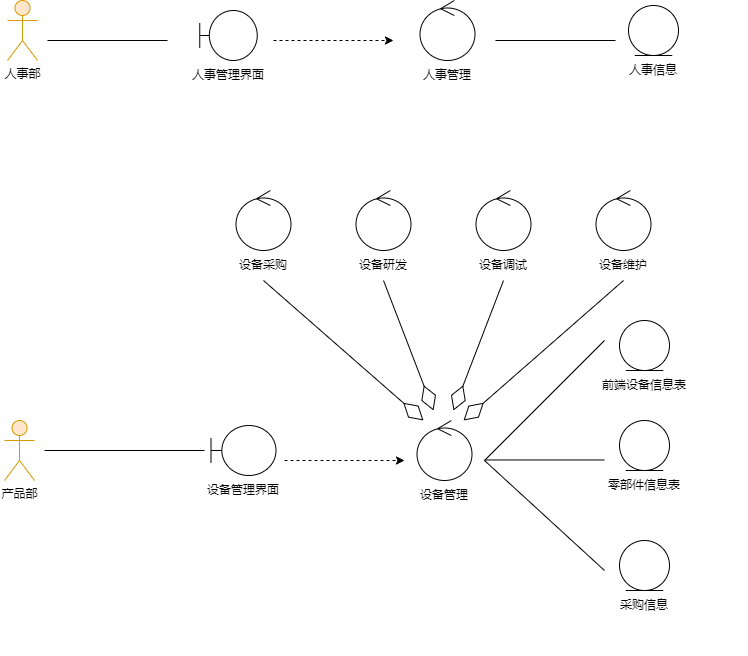 人事部
人事管理界面
人事管理
人事信息
设备采购
设备研发
设备调试
设备维护
前端设备信息表
产品部
设备管理界面
设备管理
零部件信息表
采购信息